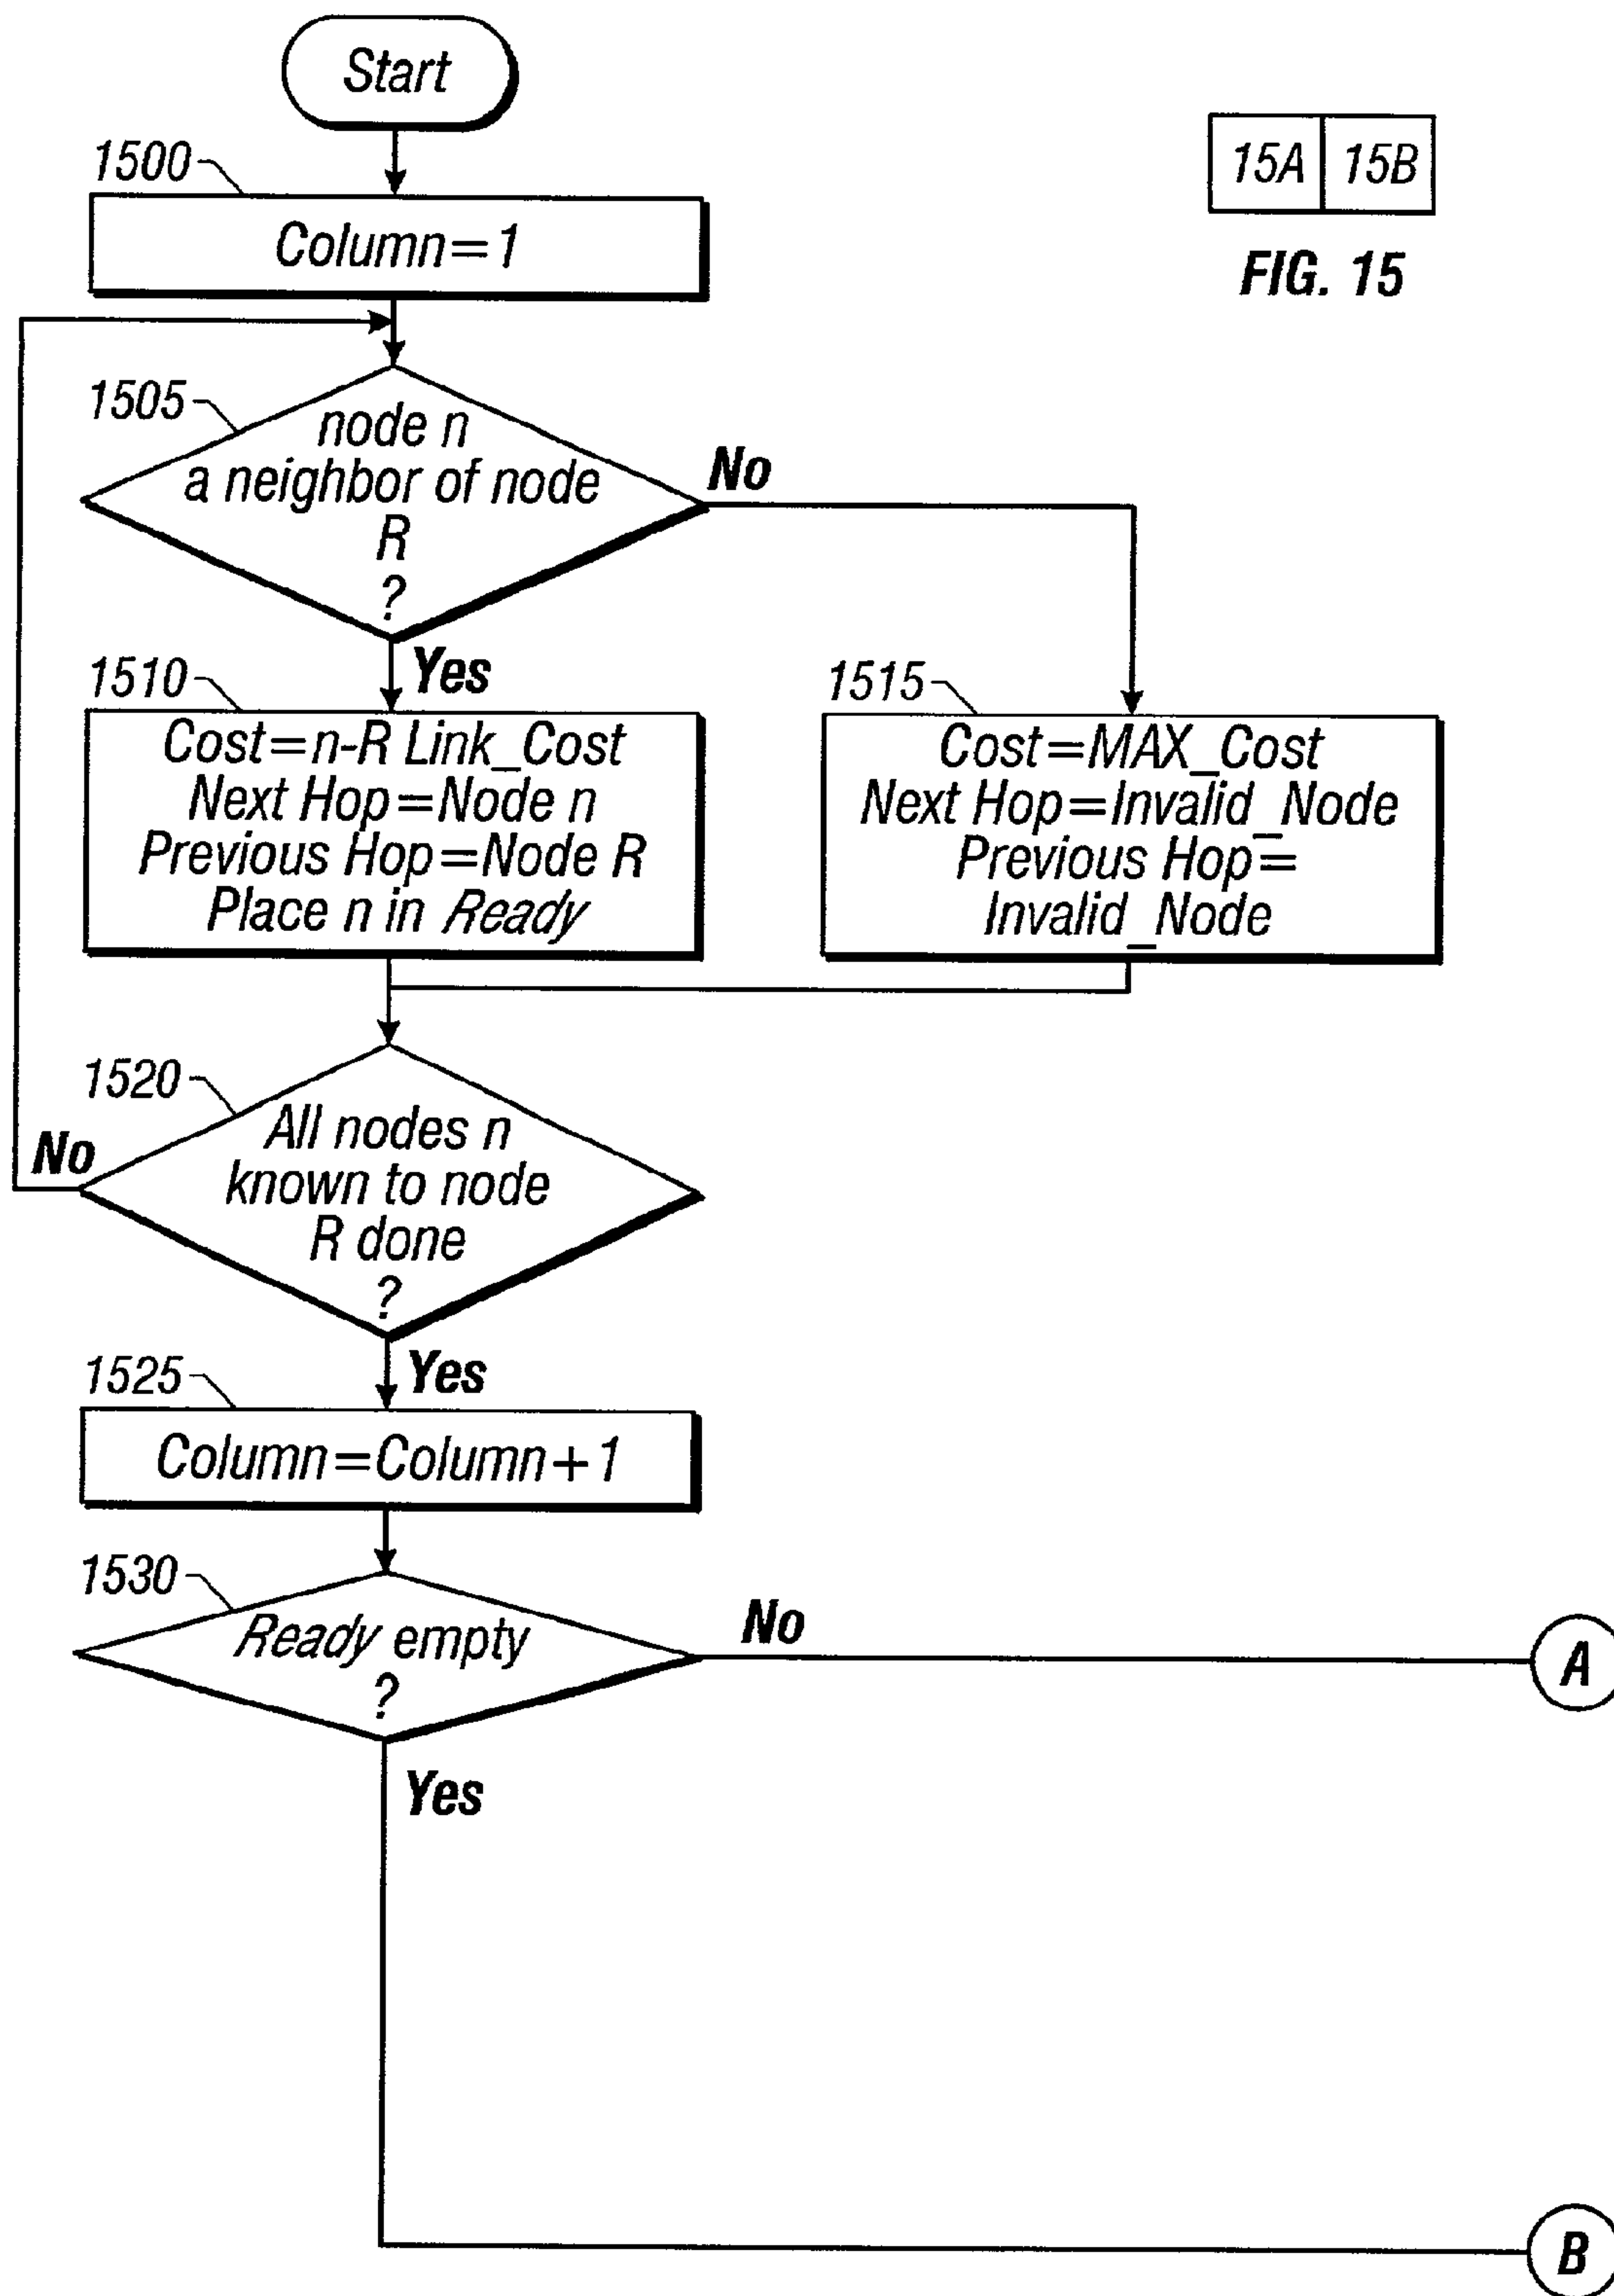 Start
15A 15B
FIG. 15
1500
Column=1
1505
node n
a neighbor of node
R
?
No
Yes
1510
Cost=n-R Link_Cost
Next Hop=Node n
Previous Hop=Node R
Place n in Ready
1515
Cost=MAX_Cost
Next Hop=Invalid_Node
Previous Hop=
Invalid_Node
1520
All nodes n
known to node
R done
?
No
Yes
1525
Column=Column+1
1530
Ready empty
?
No
A
Yes
B